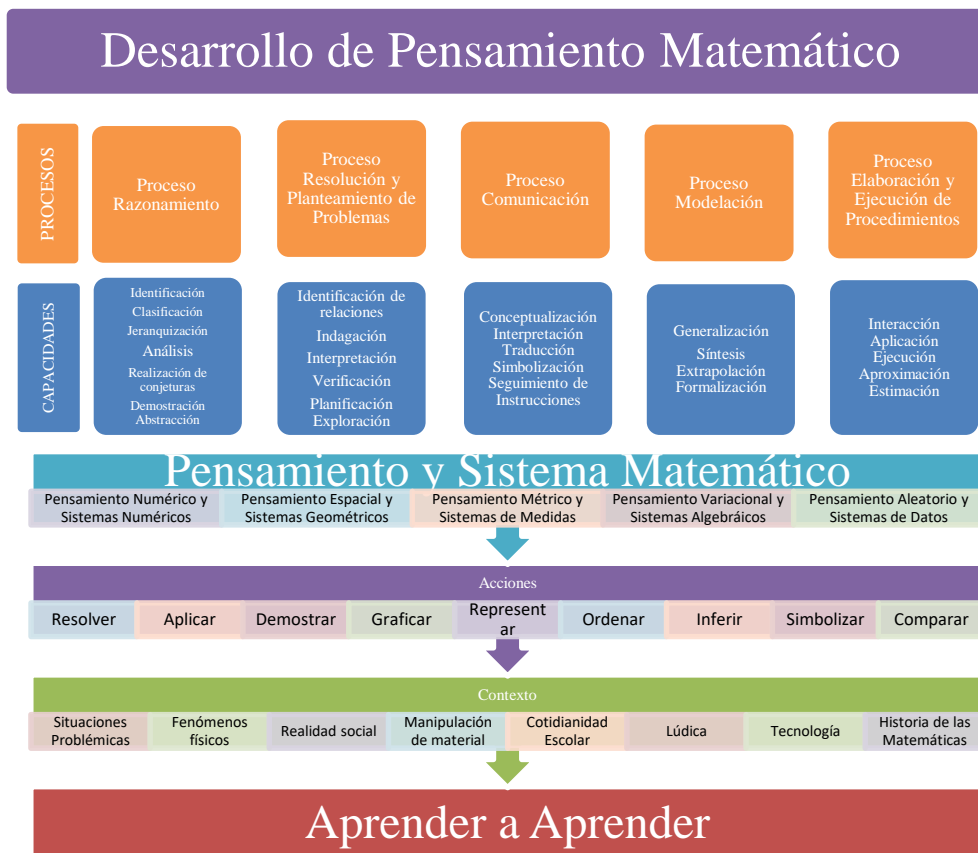 Desarrollo de Pensamiento Matemático
PROCESOS
Proceso
Razonamiento
Proceso
Resolución y
Planteamiento de
Problemas
Proceso
Comunicación
Proceso
Modelación
Proceso
Elaboración y
Ejecución de
Procedimientos
CAPACIDADES
Identificación
Clasificación
Jeranquización
Análisis
Realización de
conjeturas
Demostración
Abstracción
Identificación de
relaciones
Indagación
Interpretación
Verificación
Planificación
Exploración
Conceptualización
Interpretación
Traducción
Simbolización
Seguimiento de
Instrucciones
Generalización
Síntesis
Extrapolación
Formalización
Interacción
Aplicación
Ejecución
Aproximación
Estimación
Pensamiento y Sistema Matemático
Pensamiento Numérico y
Sistemas Numéricos
Pensamiento Espacial y
Sistemas Geométricos
Pensamiento Métrico y
Sistemas de Medidas
Pensamiento Variacional y
Sistemas Algebráicos
Pensamiento Aleatorio y
Sistemas de Datos
Acciones
Resolver
Aplicar
Demostrar
Graficar
Represent
ar
Ordenar
Inferir
Simbolizar
Comparar
Contexto
Situaciones
Problémicas
Fenómenos
físicos
Realidad social
Manipulación
de material
Cotidianidad
Escolar
Lúdica
Tecnología
Historia de las
Matemáticas
Aprender a Aprender